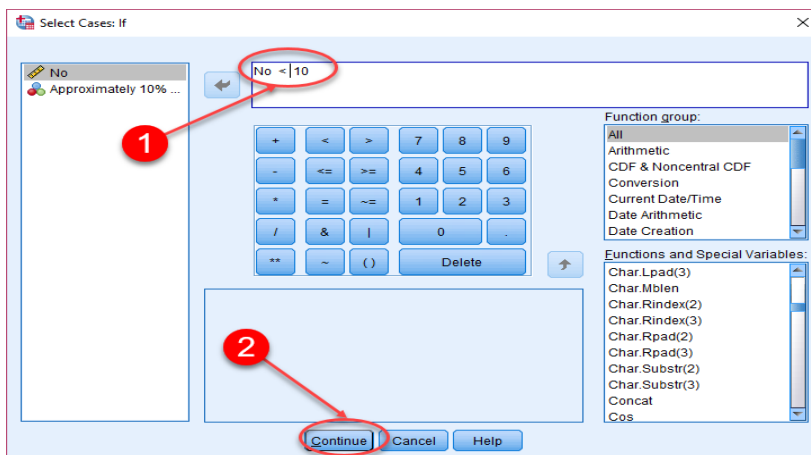 Select Cases: If
No
Approximately 10% ...
No < 10
1
+ < > 7 8 9
- <= >= 4 5 6
* = ~= 1 2 3
/ & | 0 .
** ~ ( ) Delete
Function group:
All
Arithmetic
CDF & Noncentral CDF
Conversion
Current Date/Time
Date Arithmetic
Date Creation
Functions and Special Variables:
Char.Lpad(3)
Char.Mblen
Char.Rindex(2)
Char.Rindex(3)
Char.Rpad(2)
Char.Rpad(3)
Char.Substr(2)
Char.Substr(3)
Concat
Cos
2
Continue Cancel Help